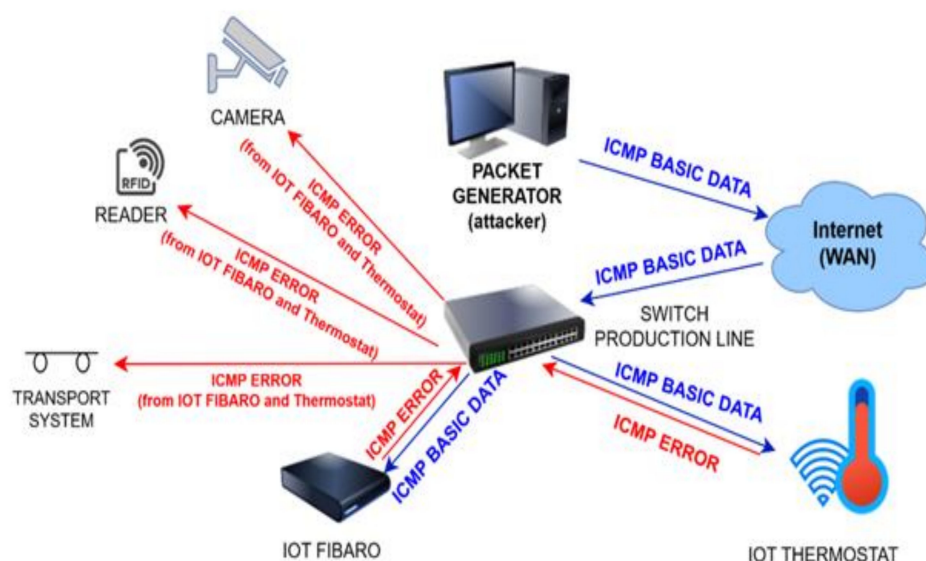 CAMERA
RFID
READER
PACKET
GENERATOR
(attacker)
ICMP BASIC DATA
Internet
(WAN)
ICMP BASIC DATA
ICMP ERROR
(from IOT FIBARO and Thermostat)
ICMP ERROR
(from IOT FIBARO and Thermostat)
SWITCH
PRODUCTION LINE
TRANSPORT
SYSTEM
ICMP ERROR
(from IOT FIBARO and Thermostat)
ICMP ERROR
ICMP BASIC DATA
ICMP BASIC DATA
ICMP ERROR
IOT FIBARO
IOT THERMOSTAT